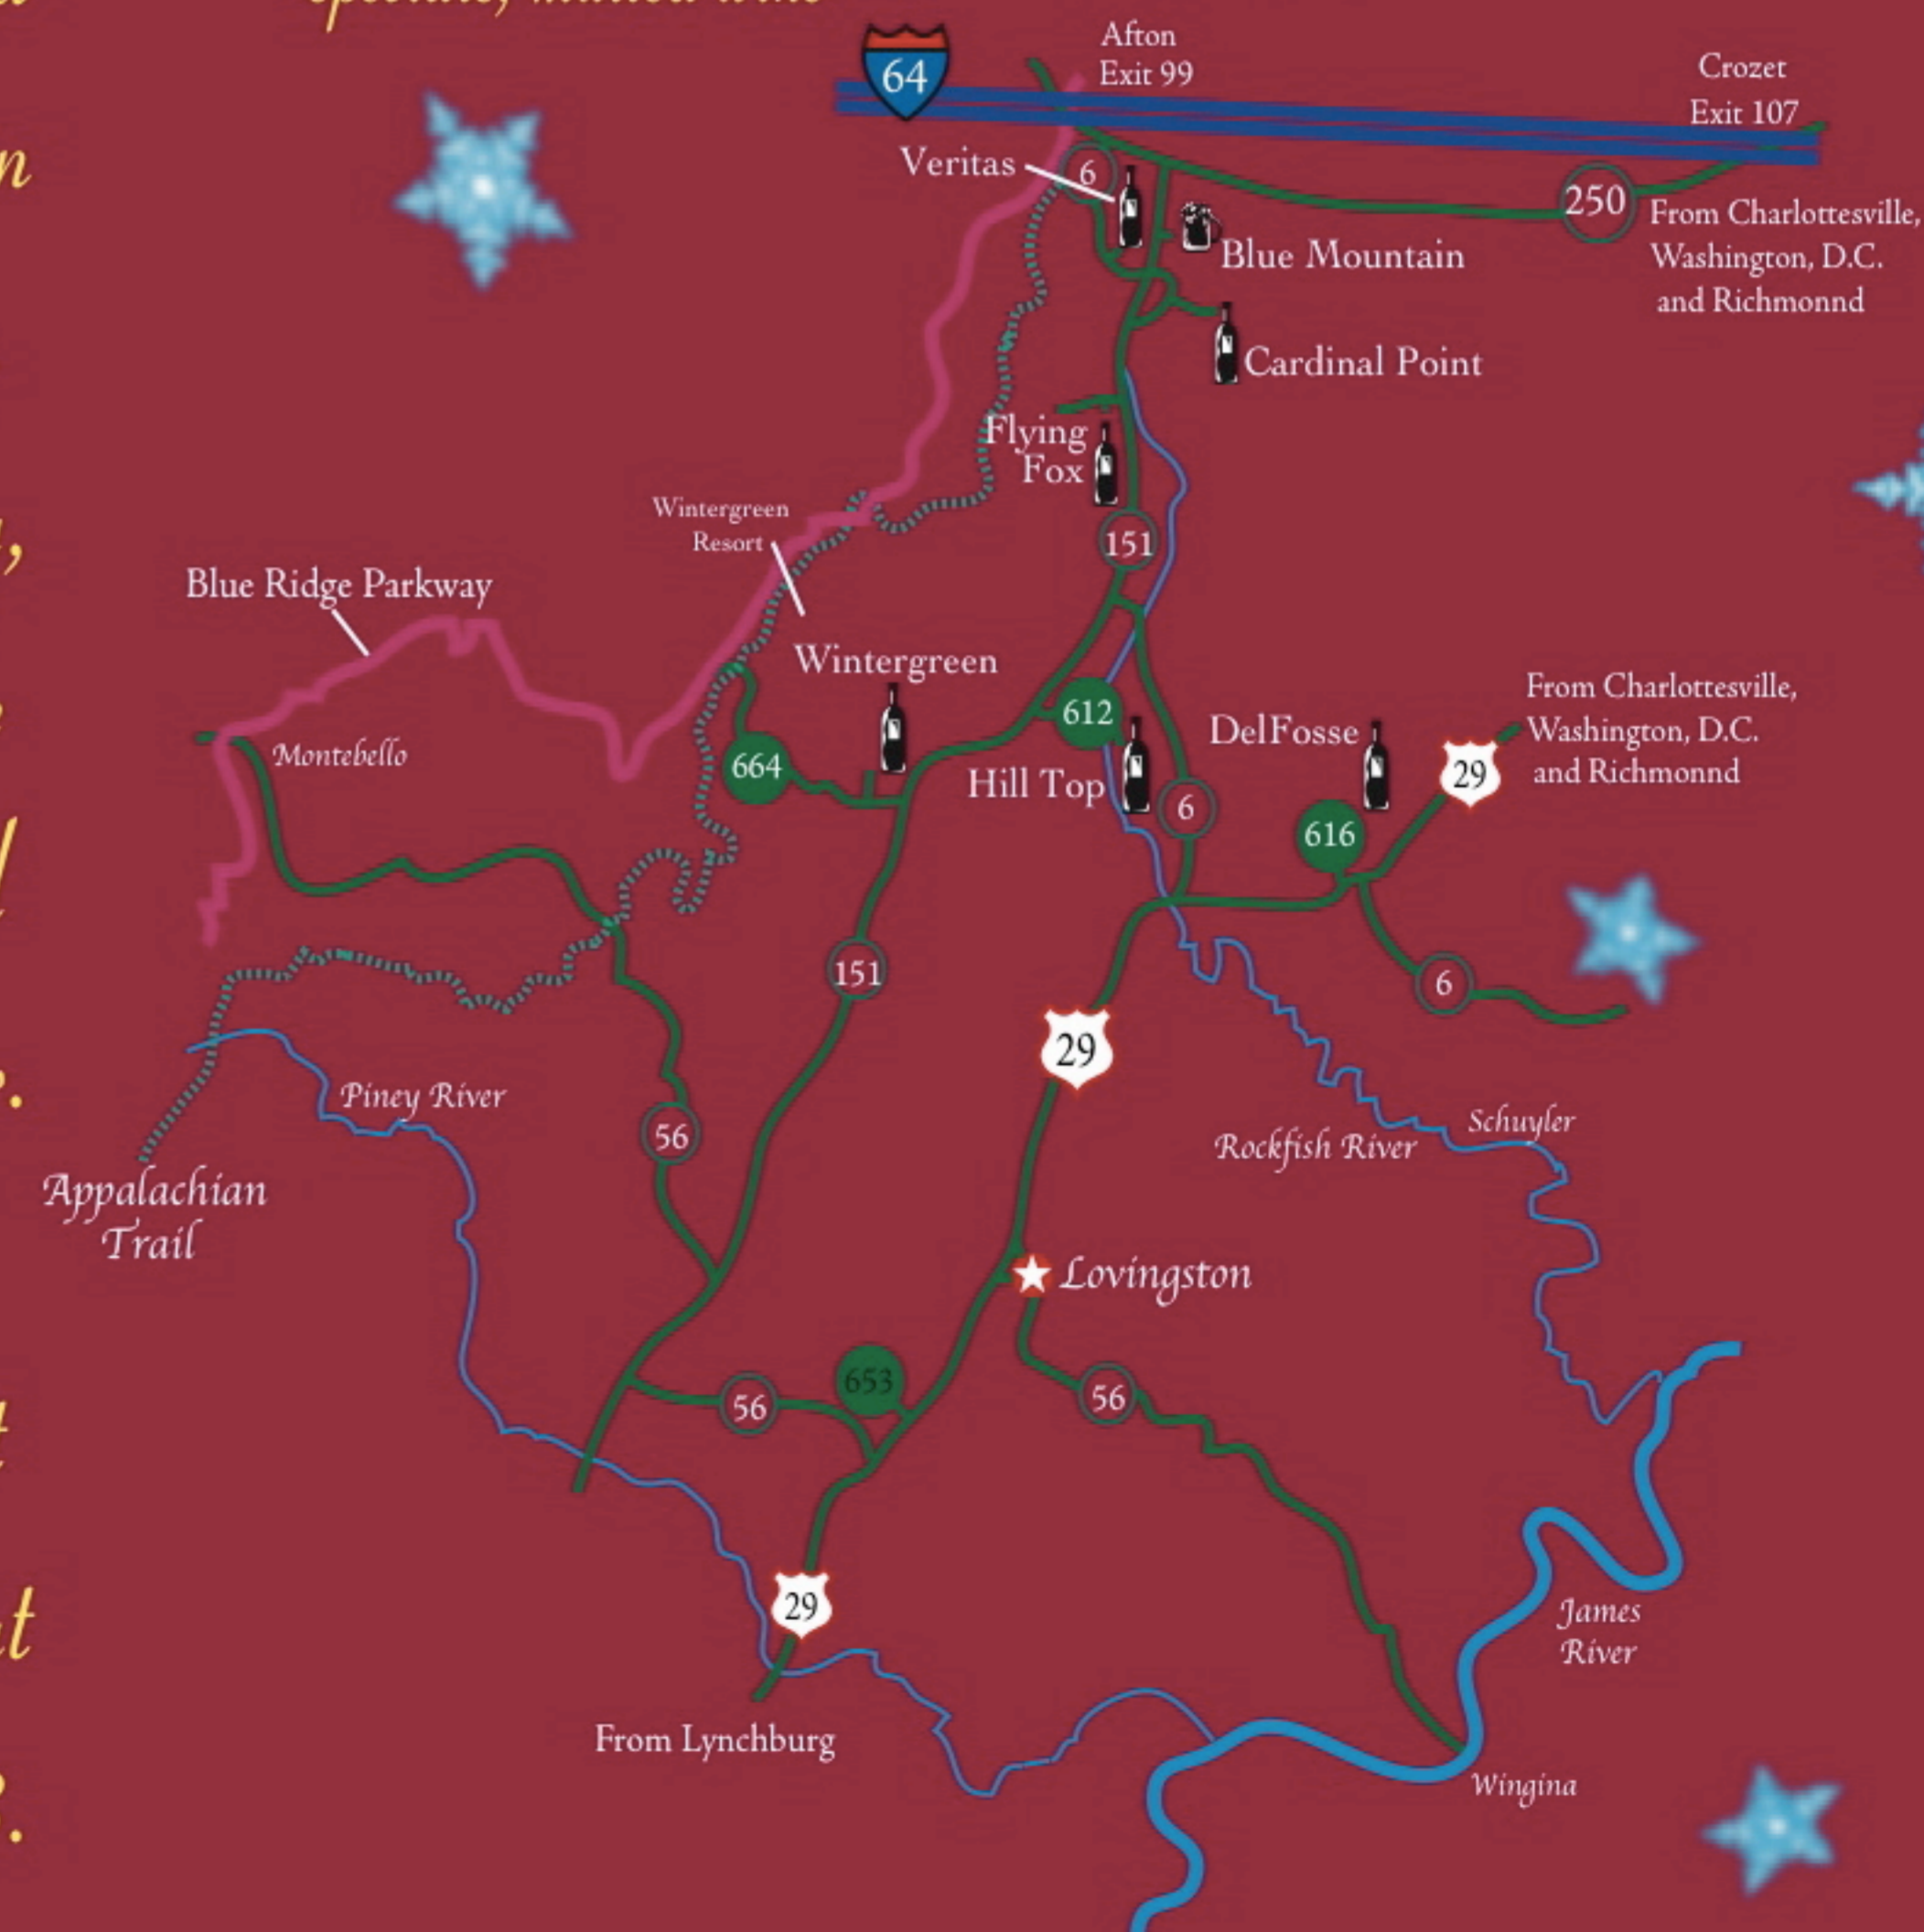 64
Afton
Exit 99
Crozet
Exit 107
Veritas
6
250
From Charlottesville,
Washington, D.C.
and Richmonnd
Blue Mountain
Cardinal Point
Flying
Fox
Wintergreen
Resort
151
Blue Ridge Parkway
Wintergreen
From Charlottesville,
Washington, D.C.
and Richmonnd
612
DelFosse
29
Montebello
664
Hill Top
6
616
151
6
29
Piney River
56
Schuyler
Rockfish River
Appalachian
Trail
Lovingston
653
56
56
29
James
River
From Lynchburg
Wingina